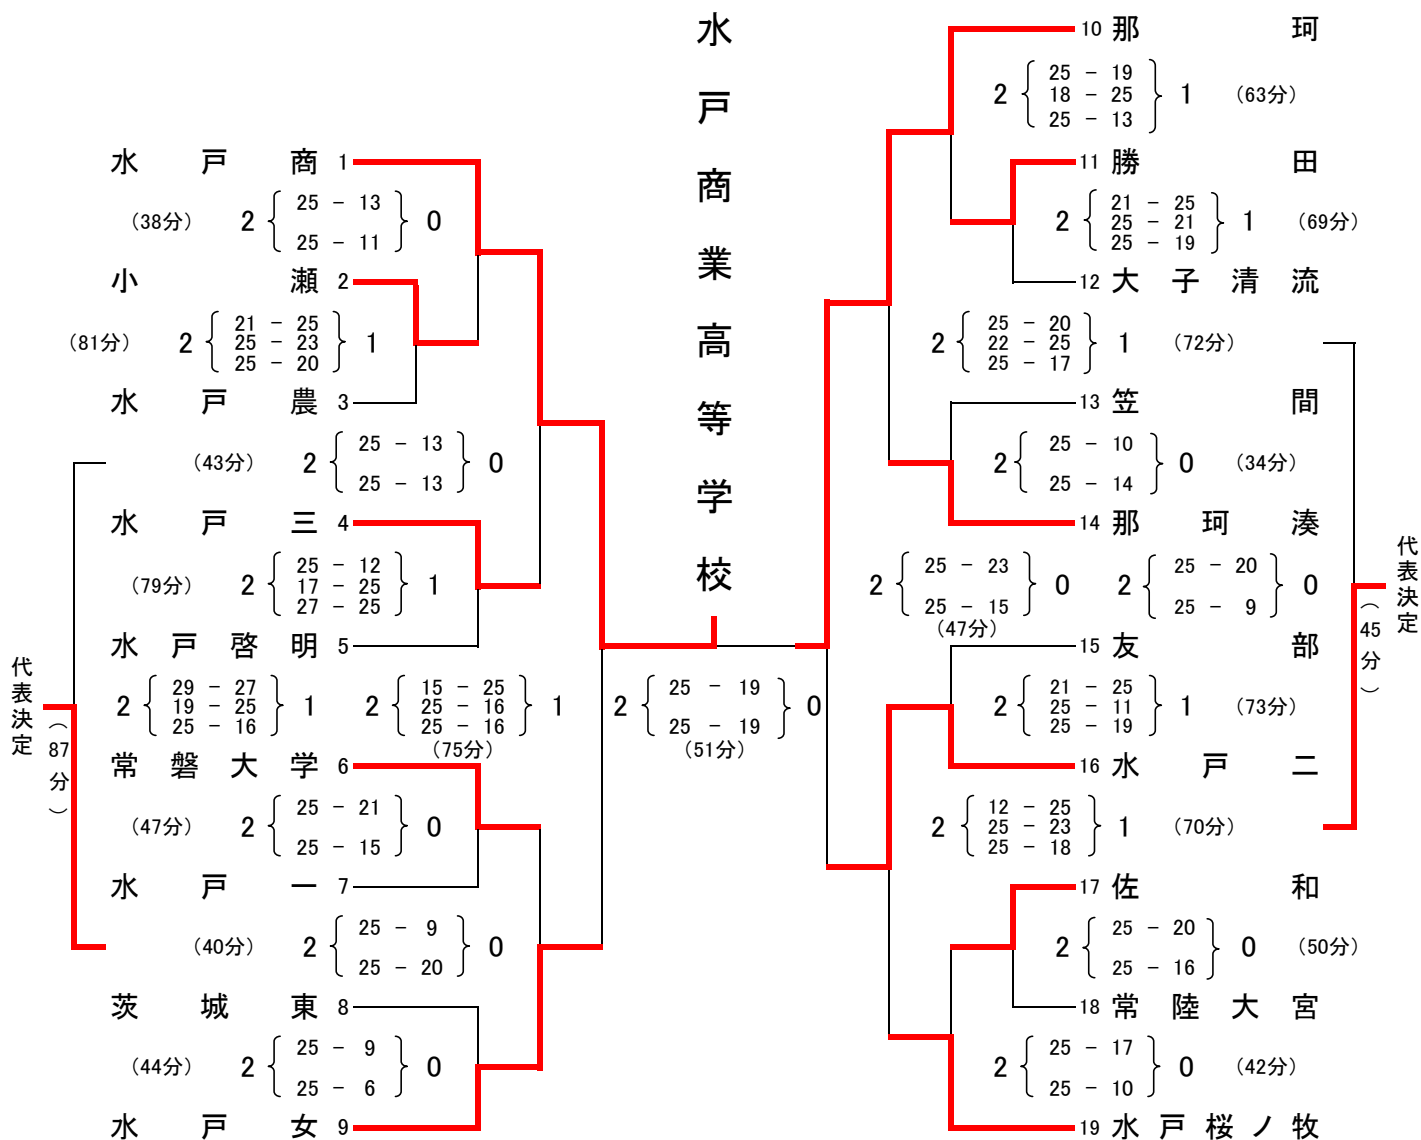 水戸商業高等学校
水戸商 1
(38分) 2 25 － 13 0
25 － 11
小瀬 2
(81分) 2 21 － 25 1
25 － 23
25 － 20
水戸農 3
(43分) 2 25 － 13 0
25 － 13
水戸三 4
(79分) 2 25 － 12 1
17 － 25
27 － 25
水戸啓明 5
代表決定
(87分)
2 29 － 27 1
19 － 25
25 － 16
2 15 － 25 1
25 － 16
25 － 16
(75分)
常磐大学 6
(47分) 2 25 － 21 0
25 － 15
水戸一 7
(40分) 2 25 － 9 0
25 － 20
茨城東 8
(44分) 2 25 － 9 0
25 － 6
水戸女 9
2 25 － 19 0
25 － 19
(51分)
10 那珂
2 25 － 19 1 (63分)
18 － 25
25 － 13
11 勝田
2 21 － 25 1 (69分)
25 － 21
25 － 19
12 大子清流
2 25 － 20 1 (72分)
22 － 25
25 － 17
13 笠間
2 25 － 10 0 (34分)
25 － 14
14 那珂湊
2 25 － 23 0
25 － 15
(47分)
2 25 － 20 0
25 － 9
代表決定
(45分)
15 友部
2 21 － 25 1 (73分)
25 － 11
25 － 19
16 水戸二
2 12 － 25 1 (70分)
25 － 23
25 － 18
17 佐和
2 25 － 20 0 (50分)
25 － 16
18 常陸大宮
2 25 － 17 0 (42分)
25 － 10
19 水戸桜ノ牧